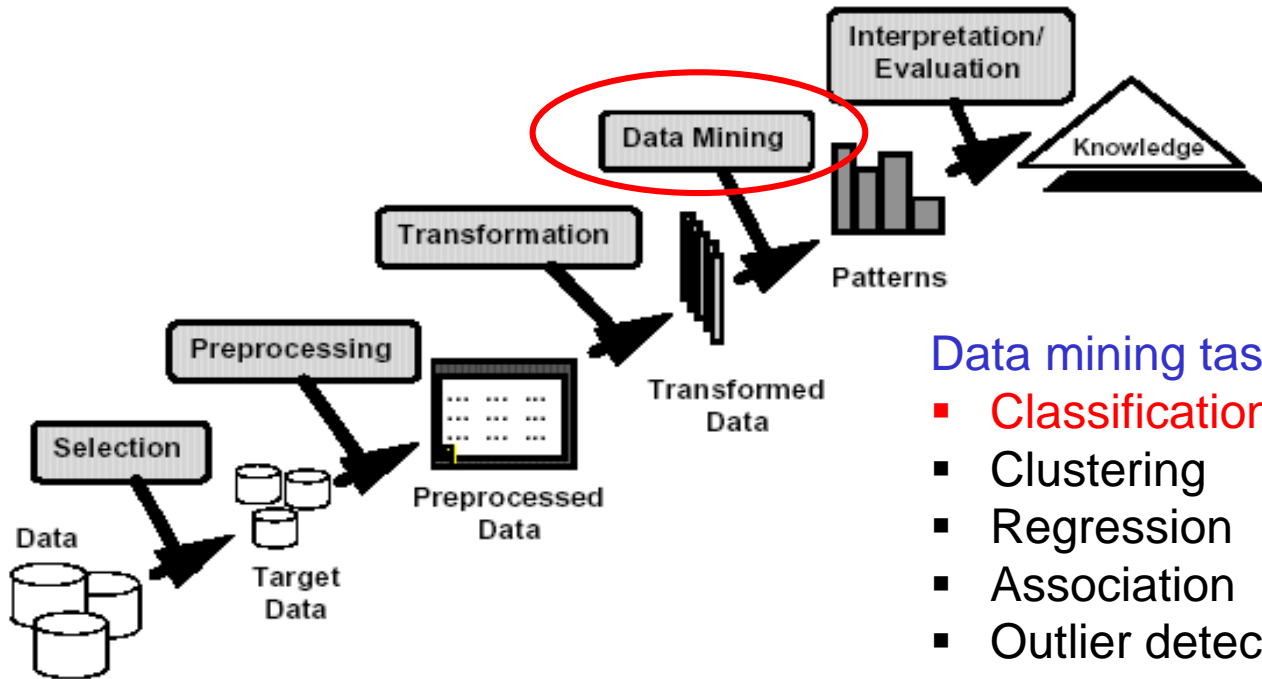 Interpretation/
Evaluation
Data Mining
Knowledge
Transformation
Patterns
Preprocessing
Transformed
Data
Selection
Preprocessed
Data
Data
Target
Data
Data mining tas
▪ Classification
▪ Clustering
▪ Regression
▪ Association
▪ Outlier detec